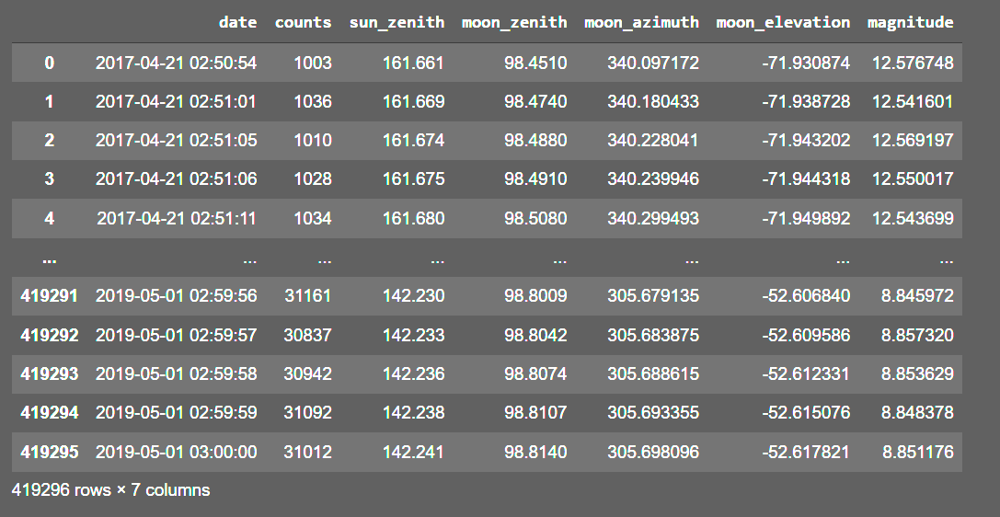 date counts sun_zenith moon_zenith moon_azimuth moon_elevation magnitude
0 2017-04-21 02:50:54 1003 161.661 98.4510 340.097172 -71.930874 12.576748
1 2017-04-21 02:51:01 1036 161.669 98.4740 340.180433 -71.938728 12.541601
2 2017-04-21 02:51:05 1010 161.674 98.4880 340.228041 -71.943202 12.569197
3 2017-04-21 02:51:06 1028 161.675 98.4910 340.239946 -71.944318 12.550017
4 2017-04-21 02:51:11 1034 161.680 98.5080 340.299493 -71.949892 12.543699
... ... ... ... ... ... ... ...
419291 2019-05-01 02:59:56 31161 142.230 98.8009 305.679135 -52.606840 8.845972
419292 2019-05-01 02:59:57 30837 142.233 98.8042 305.683875 -52.609586 8.857320
419293 2019-05-01 02:59:58 30942 142.236 98.8074 305.688615 -52.612331 8.853629
419294 2019-05-01 02:59:59 31092 142.238 98.8107 305.693355 -52.615076 8.848378
419295 2019-05-01 03:00:00 31012 142.241 98.8140 305.698096 -52.617821 8.851176
419296 rows × 7 columns